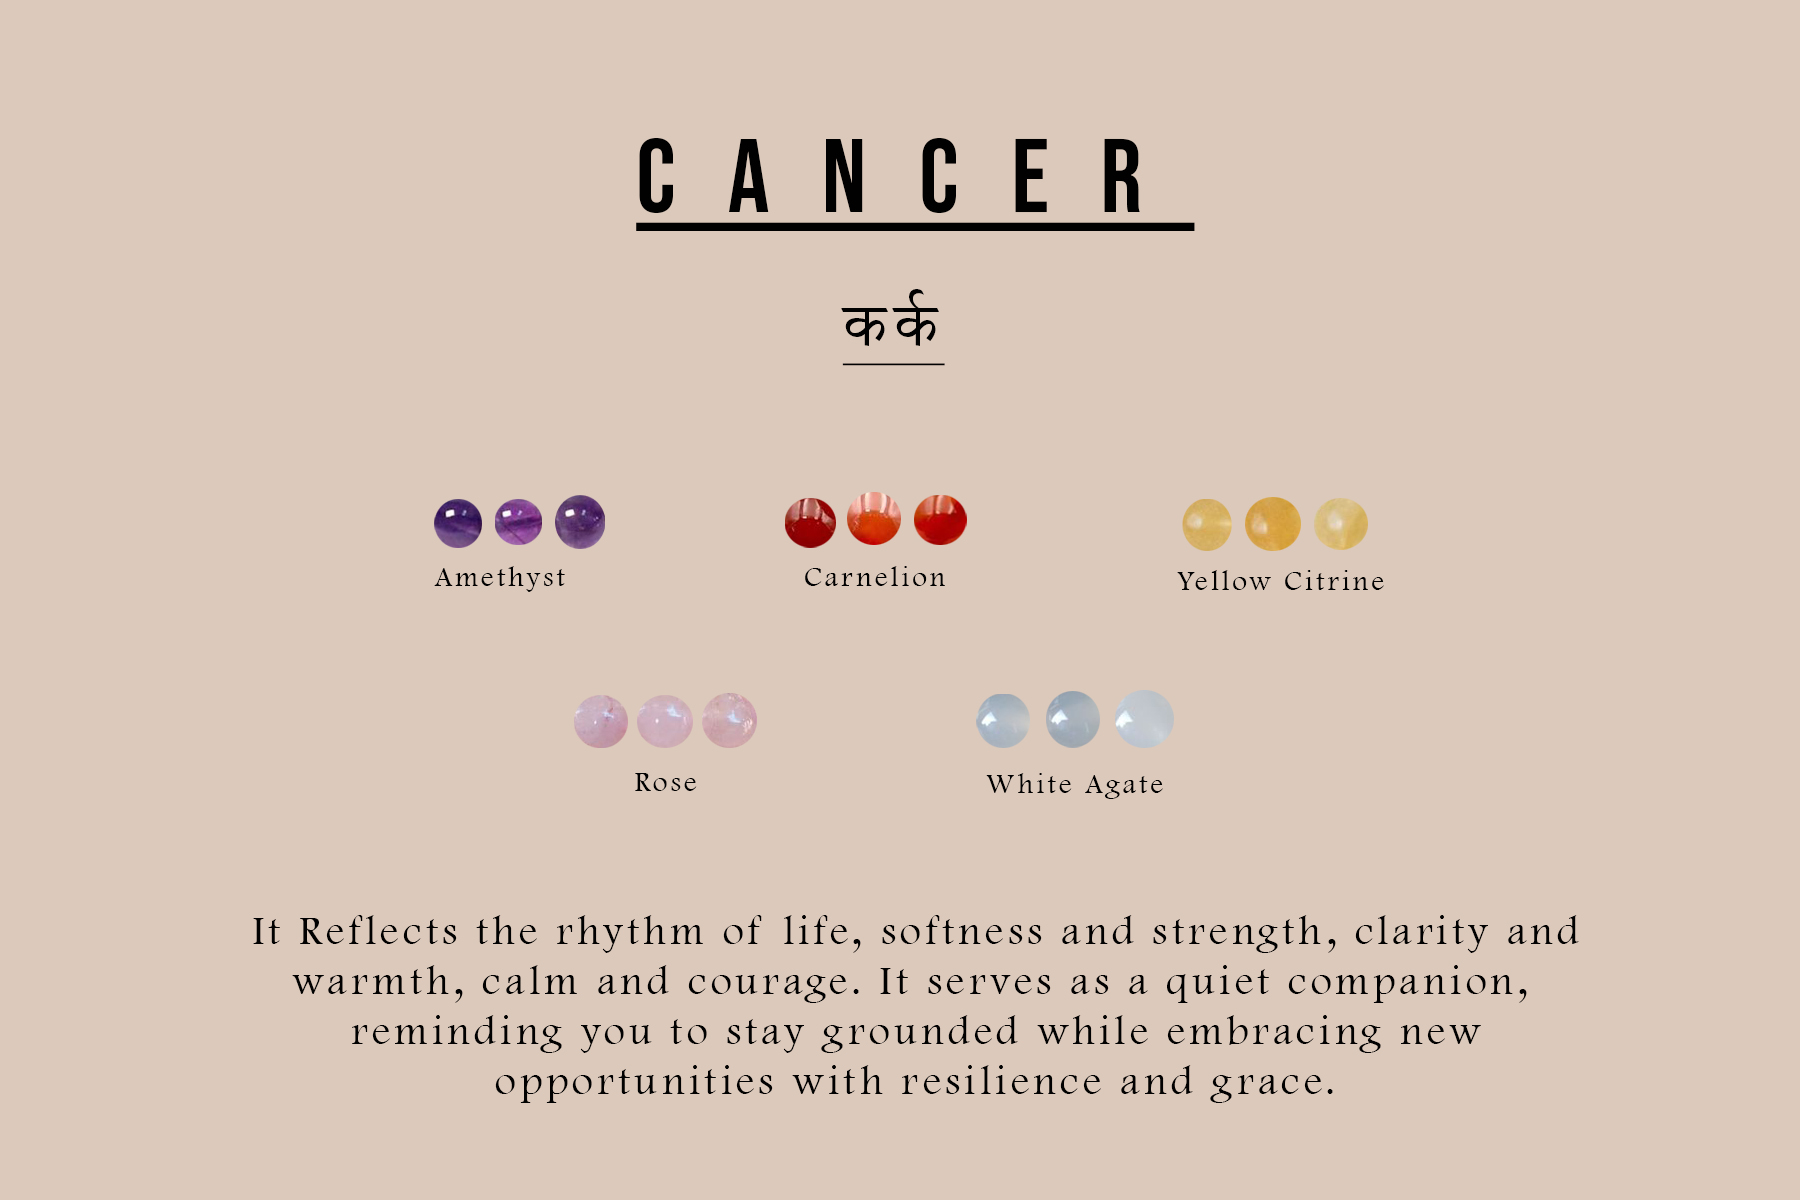 CANCER
कर्क
Amethyst Carnelion Yellow Citrine
Rose White Agate
It Reflects the rhythm of life, softness and strength, clarity and
warmth, calm and courage. It serves as a quiet companion,
reminding you to stay grounded while embracing new
opportunities with resilience and grace.